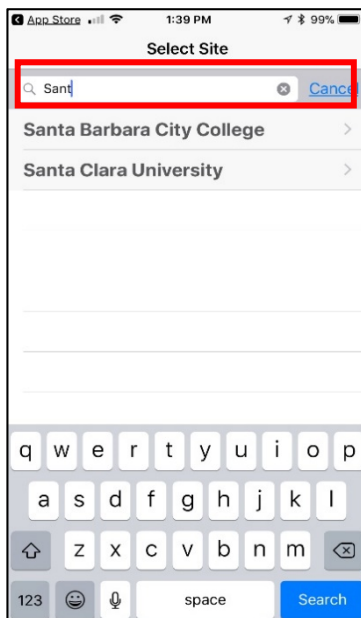 App Store 1:39 PM 99%
Select Site
Sant Cancel
Santa Barbara City College
Santa Clara University
q w e r t y u i o p
a s d f g h j k l
z x c v b n m
123 space Search